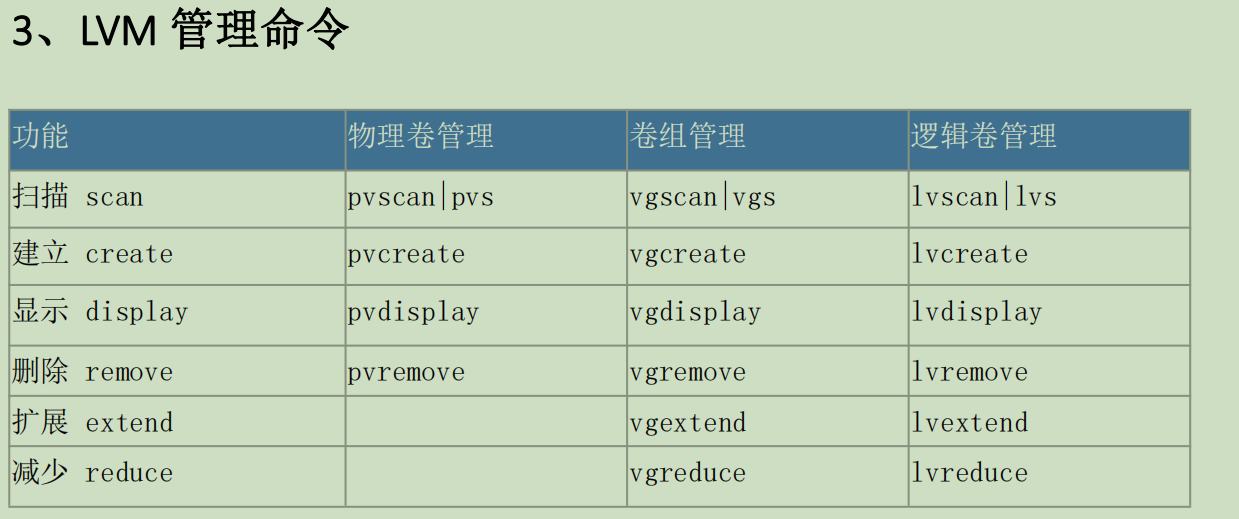 3、LVM 管理命令
功能 物理卷管理 卷组管理 逻辑卷管理
扫描 scan pvscan|pvs vgscan|vgs lvscan|lvs
建立 create pvcreate vgcreate lvcreate
显示 display pvdisplay vgdisplay lvdisplay
删除 remove pvremove vgremove lvremove
扩展 extend vgextend lvextend
减少 reduce vgreduce lvreduce